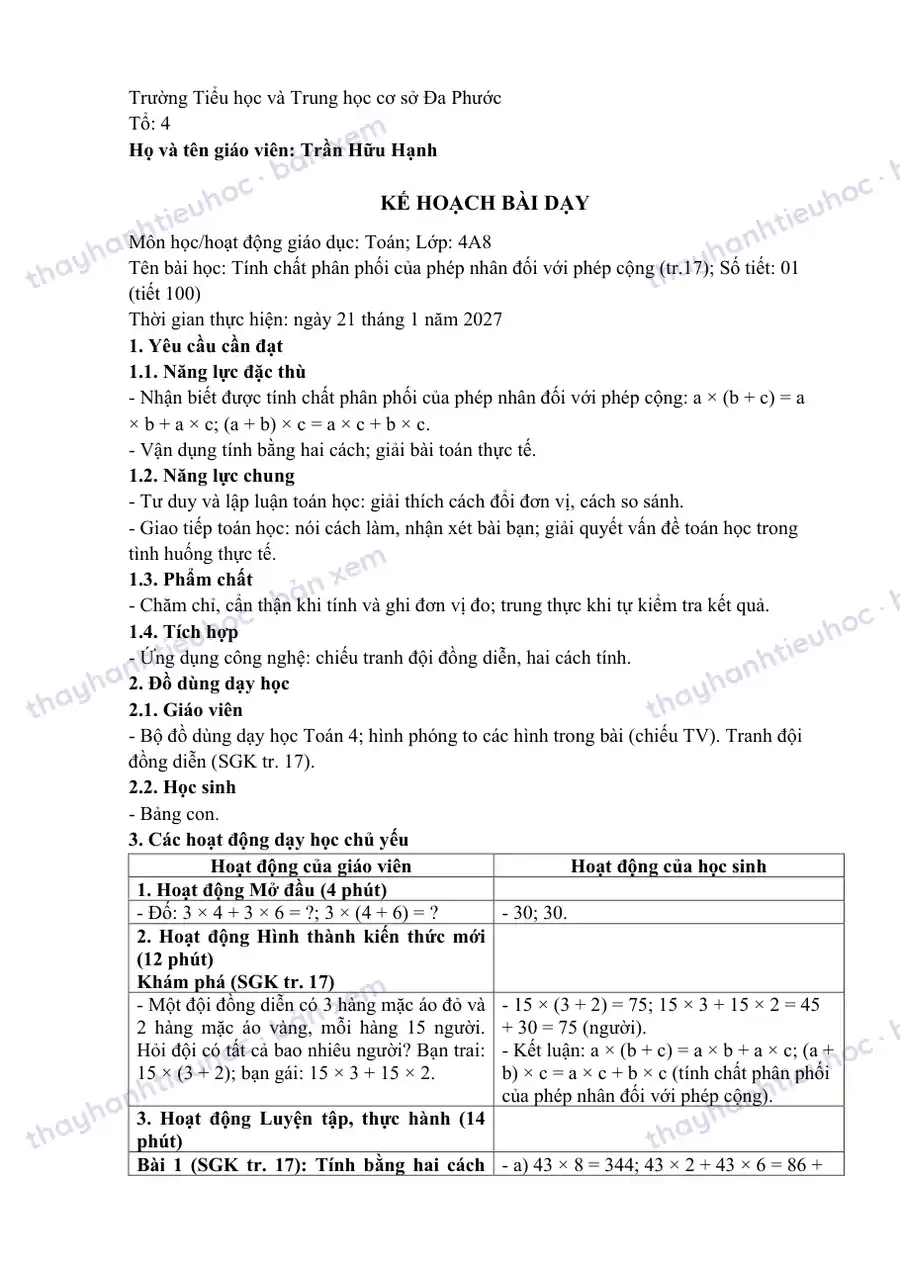 Trường Tiểu học và Trung học cơ sở Đa Phước
Tổ: 4
Họ và tên giáo viên: Trần Hữu Hạnh
KẾ HOẠCH BÀI DẠY
Môn học/hoạt động giáo dục: Toán; Lớp: 4A8
Tên bài học: Tính chất phân phối của phép nhân đối với phép cộng (tr.17); Số tiết: 01
(tiết 100)
Thời gian thực hiện: ngày 21 tháng 1 năm 2027
1. Yêu cầu cần đạt
1.1. Năng lực đặc thù
- Nhận biết được tính chất phân phối của phép nhân đối với phép cộng: a × (b + c) = a
× b + a × c; (a + b) × c = a × c + b × c.
- Vận dụng tính bằng hai cách; giải bài toán thực tế.
1.2. Năng lực chung
- Tư duy và lập luận toán học: giải thích cách đổi đơn vị, cách so sánh.
- Giao tiếp toán học: nói cách làm, nhận xét bài bạn; giải quyết vấn đề toán học trong
tình huống thực tế.
1.3. Phẩm chất
- Chăm chỉ, cẩn thận khi tính và ghi đơn vị đo; trung thực khi tự kiểm tra kết quả.
1.4. Tích hợp
- Ứng dụng công nghệ: chiếu tranh đội đồng diễn, hai cách tính.
2. Đồ dùng dạy học
2.1. Giáo viên
- Bộ đồ dùng dạy học Toán 4; hình phóng to các hình trong bài (chiếu TV). Tranh đội
đồng diễn (SGK tr. 17).
2.2. Học sinh
- Bảng con.
3. Các hoạt động dạy học chủ yếu
Hoạt động của giáo viên
Hoạt động của học sinh
1. Hoạt động Mở đầu (4 phút)
- Đố: 3 × 4 + 3 × 6 = ?; 3 × (4 + 6) = ?
- 30; 30.
2. Hoạt động Hình thành kiến thức mới
(12 phút)
Khám phá (SGK tr. 17)
- Một đội đồng diễn có 3 hàng mặc áo đỏ và
2 hàng mặc áo vàng, mỗi hàng 15 người.
Hỏi đội có tất cả bao nhiêu người? Bạn trai:
15 × (3 + 2); bạn gái: 15 × 3 + 15 × 2.
- 15 × (3 + 2) = 75; 15 × 3 + 15 × 2 = 45
+ 30 = 75 (người).
- Kết luận: a × (b + c) = a × b + a × c; (a +
b) × c = a × c + b × c (tính chất phân phối
của phép nhân đối với phép cộng).
3. Hoạt động Luyện tập, thực hành (14
phút)
Bài 1 (SGK tr. 17): Tính bằng hai cách
- a) 43 × 8 = 344; 43 × 2 + 43 × 6 = 86 +
thayhanhtieuhoc · bản xem
thayhanhtieuhoc · b
thayhanhtieuhoc · bản xem
thayhanhtieuhoc · b
thayhanhtieuhoc · bản xem
thayhanhtieuhoc · b